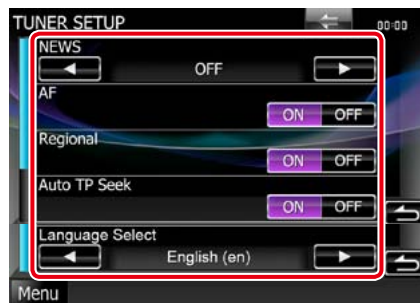 TUNER SETUP 00:00
NEWS
OFF
AF
ON OFF
Regional
ON OFF
Auto TP Seek
ON OFF
Language Select
English (en)
Menu